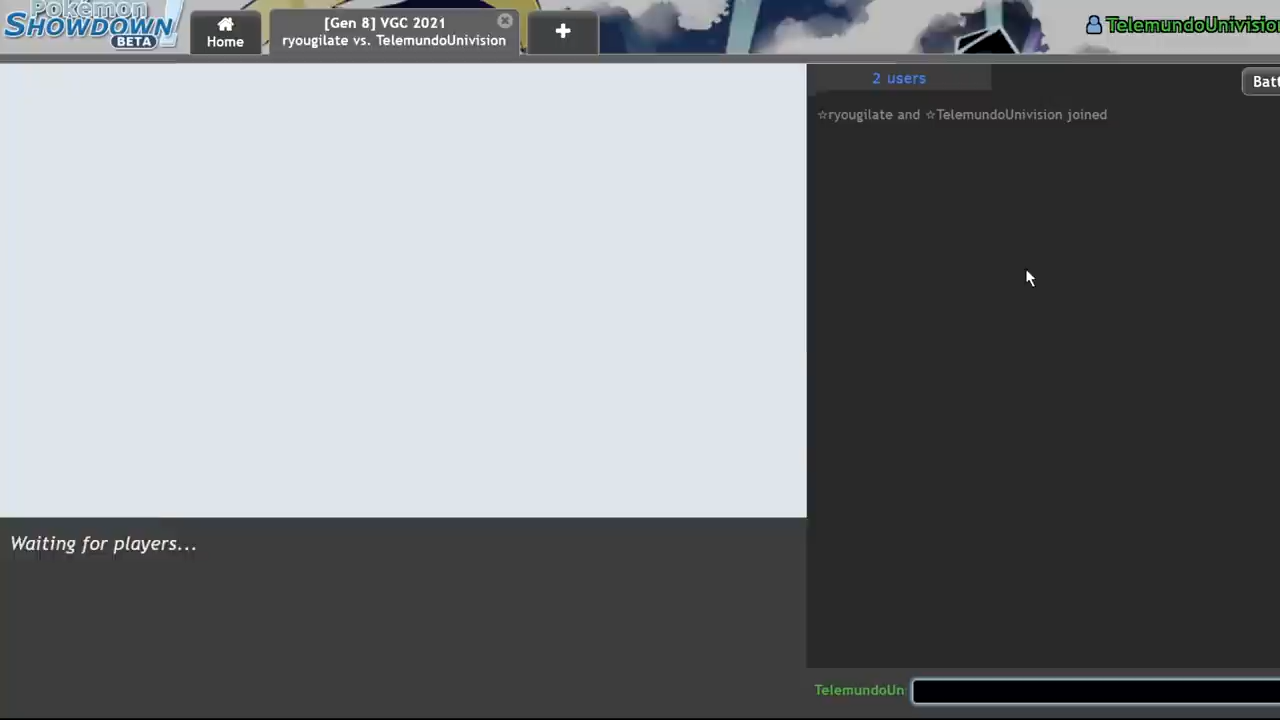 Pokémon
SHOWDOWN!
BETA
Home
[Gen 8] VGC 2021
ryougilate vs. TelemundoUnivision
TelemundoUnivisio
2 users
Batt
☆ryougilate and ☆TelemundoUnivision joined
Waiting for players...
TelemundoUn